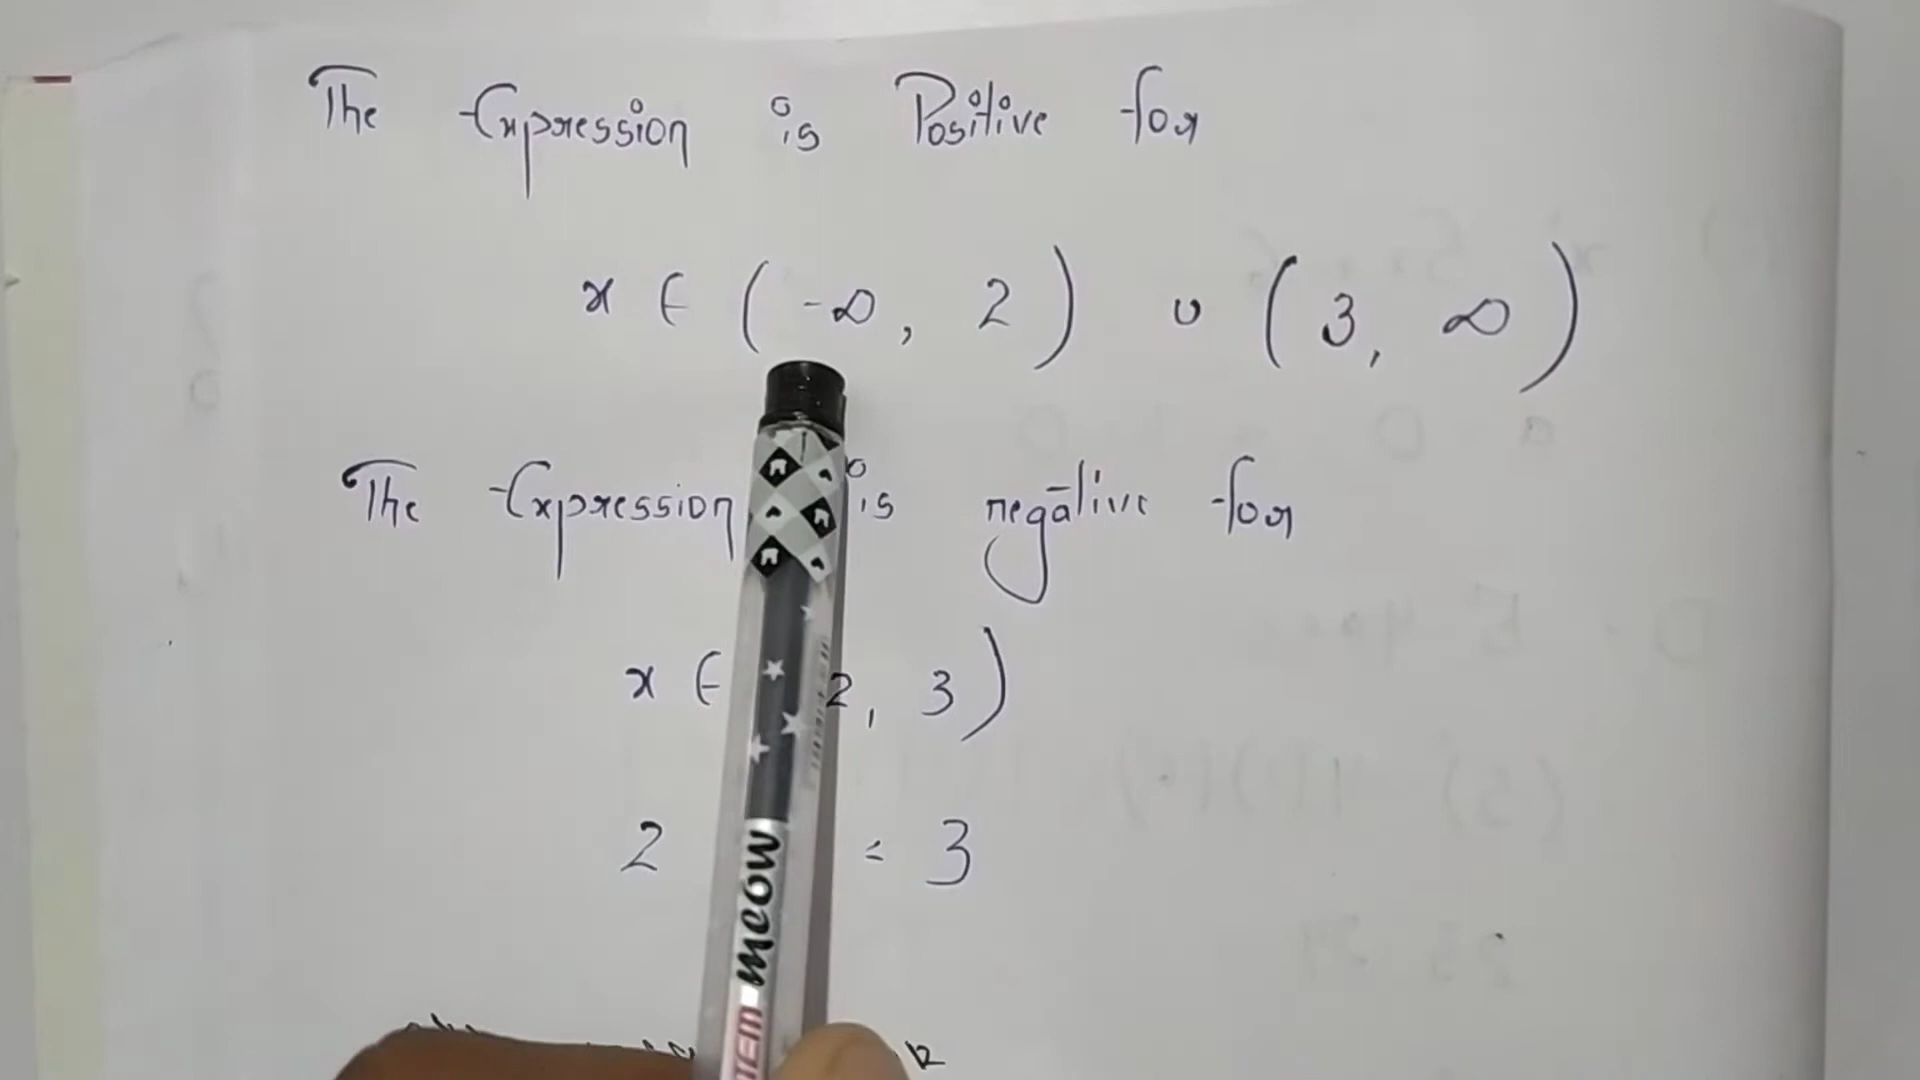 The Expression is Positive for
x ∈ (-∞, 2) ∪ (3, ∞)
The Expression is negative for
x ∈ 2, 3)
2 = 3
MEOW